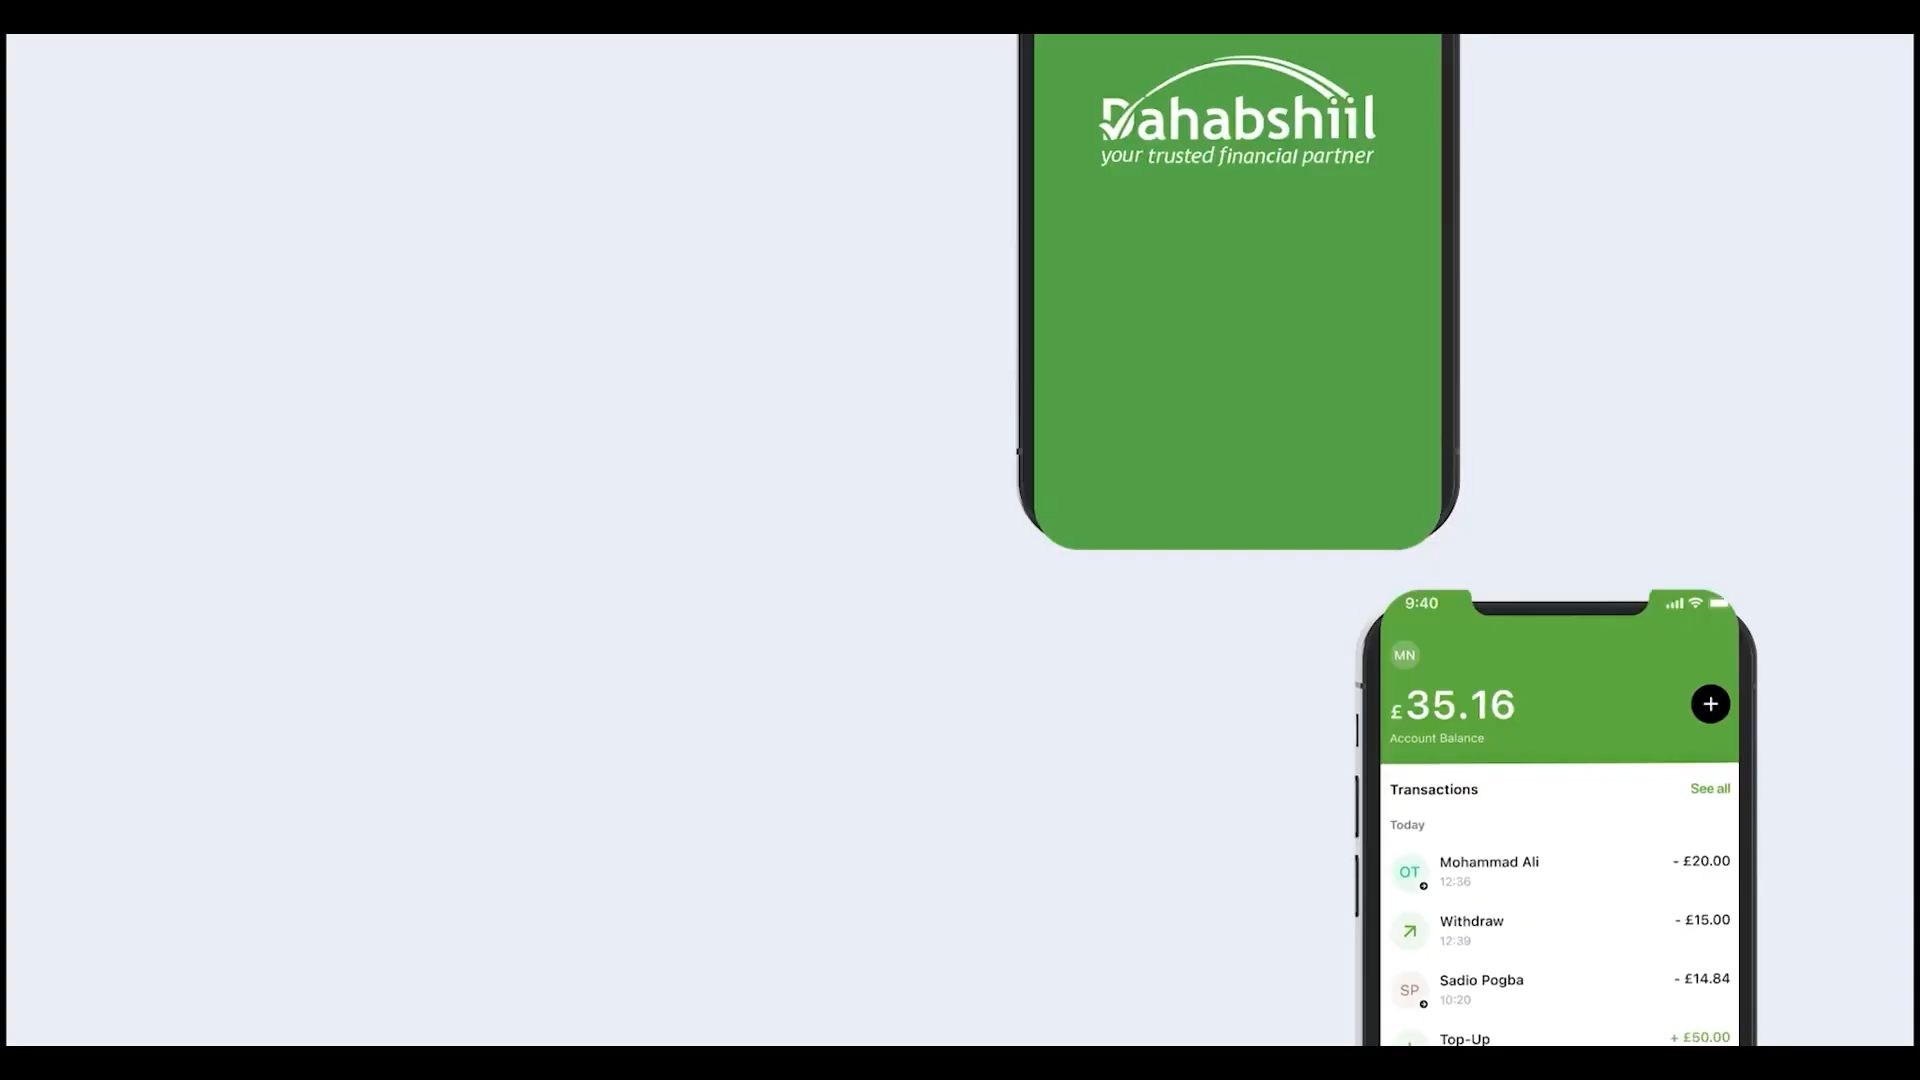 Dahabshiil
your trusted financial partner
9:40
MN
£35.16
+
Account Balance
Transactions See all
Today
OT Mohammad Ali - £20.00
12:36
Withdraw - £15.00
12:39
SP Sadio Pogba - £14.84
10:20
Top-Up + £50.00